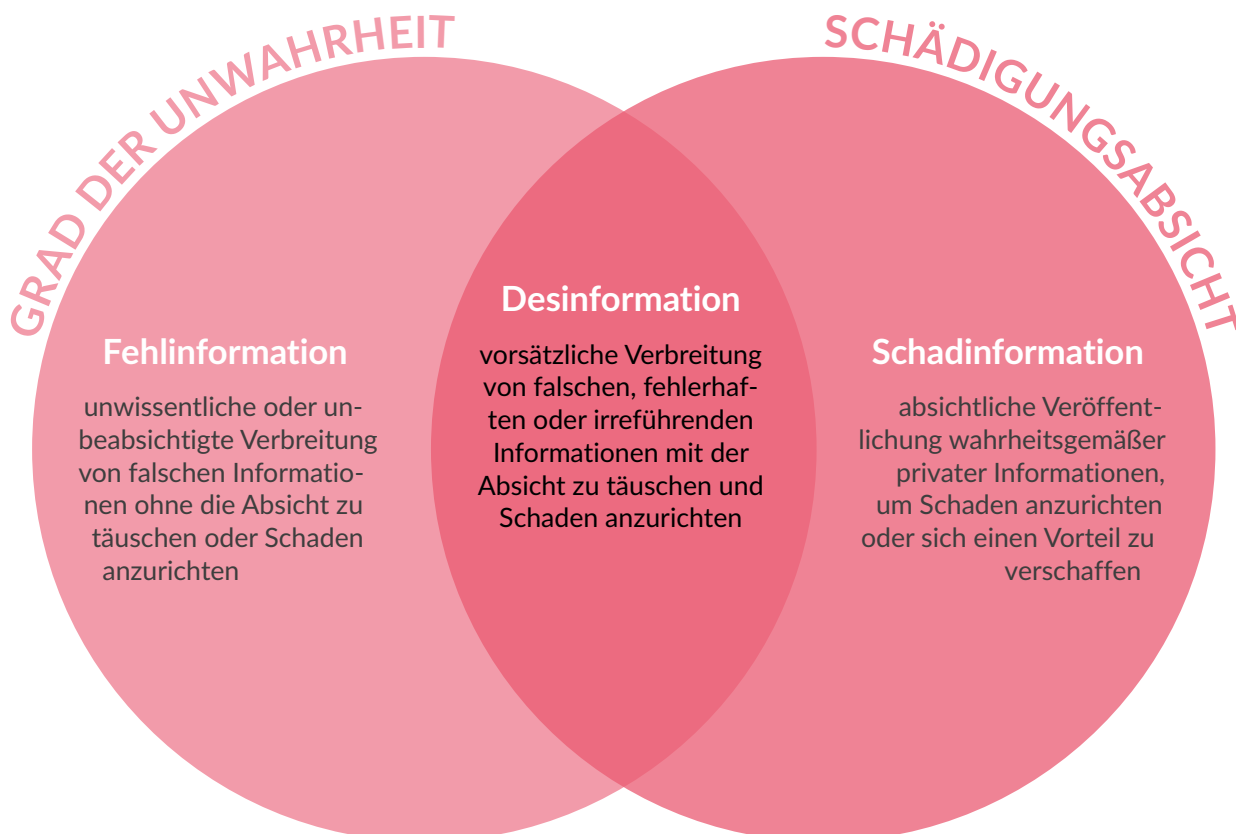 GRAD DER UNWAHRHEIT
SCHÄDIGUNGSABSICHT
Fehlinformation
unwissentliche oder un-
beabsichtigte Verbreitung
von falschen Informatio-
nen ohne die Absicht zu
täuschen oder Schaden
anzurichten
Desinformation
vorsätzliche Verbreitung
von falschen, fehlerhaf-
ten oder irreführenden
Informationen mit der
Absicht zu täuschen und
Schaden anzurichten
Schadinformation
absichtliche Veröffent-
lichung wahrheitsgemäßer
privater Informationen,
um Schaden anzurichten
oder sich einen Vorteil zu
verschaffen